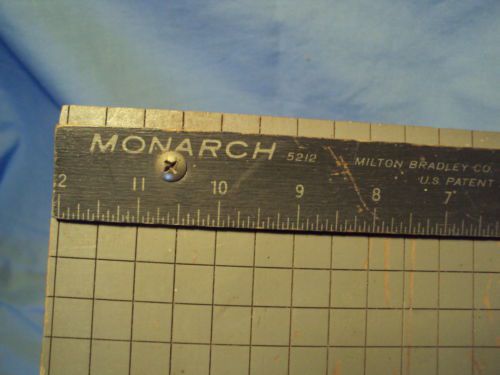 MONARCH 5212 MILTON BRADLEY CO.
U.S. PATENT
2 11 10 9 8 7